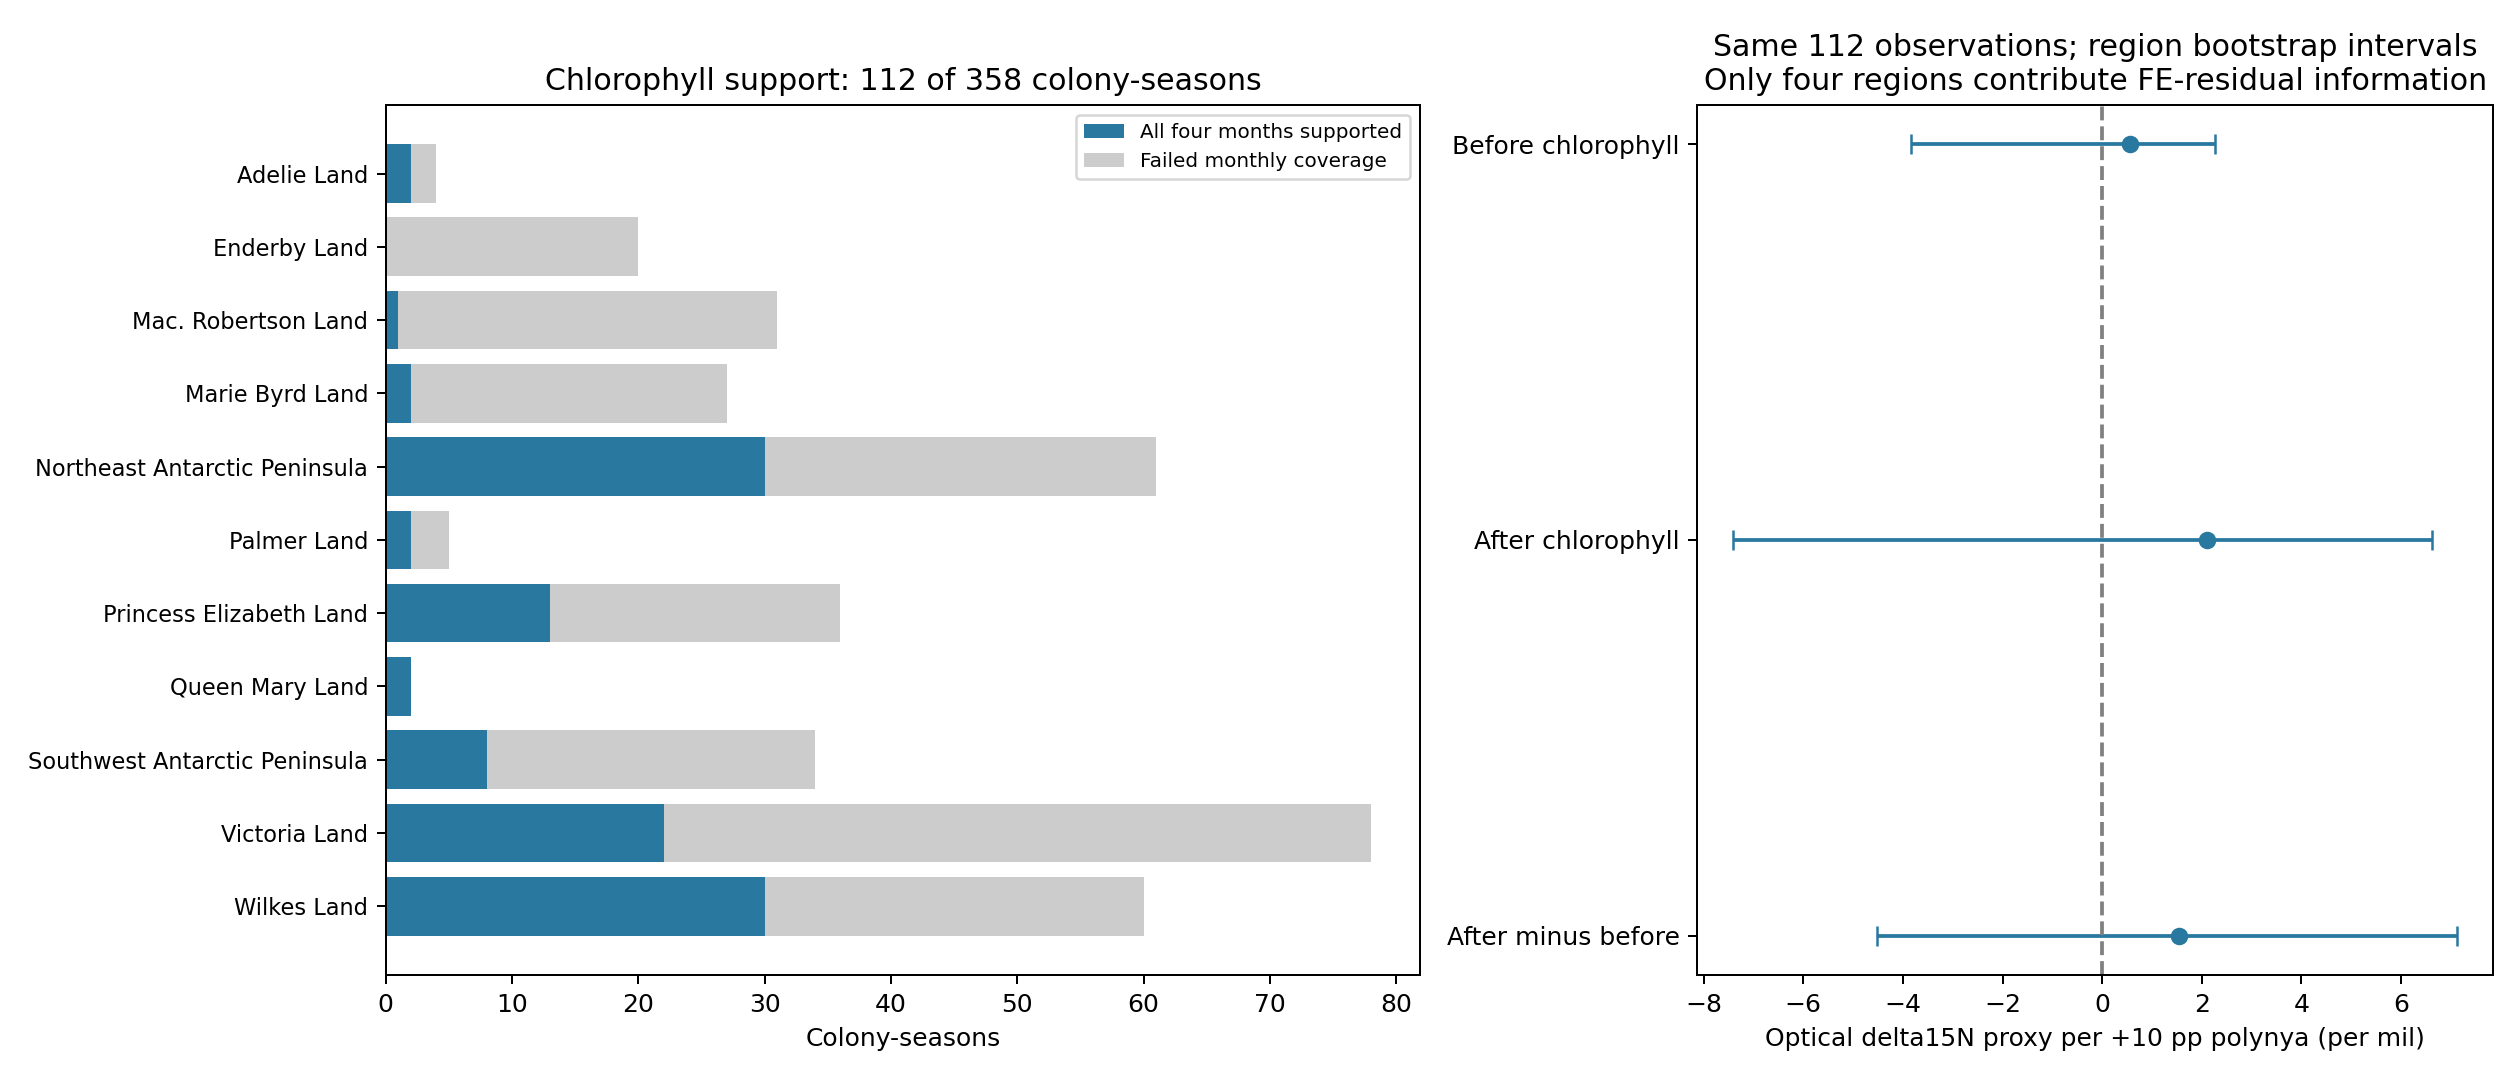 Chlorophyll support: 112 of 358 colony-seasons
All four months supported
Failed monthly coverage
Adelie Land
Enderby Land
Mac. Robertson Land
Marie Byrd Land
Northeast Antarctic Peninsula
Palmer Land
Princess Elizabeth Land
Queen Mary Land
Southwest Antarctic Peninsula
Victoria Land
Wilkes Land
0 10 20 30 40 50 60 70 80
Colony-seasons
Same 112 observations; region bootstrap intervals
Only four regions contribute FE-residual information
Before chlorophyll
After chlorophyll
After minus before
−8 −6 −4 −2 0 2 4 6
Optical delta15N proxy per +10 pp polynya (per mil)